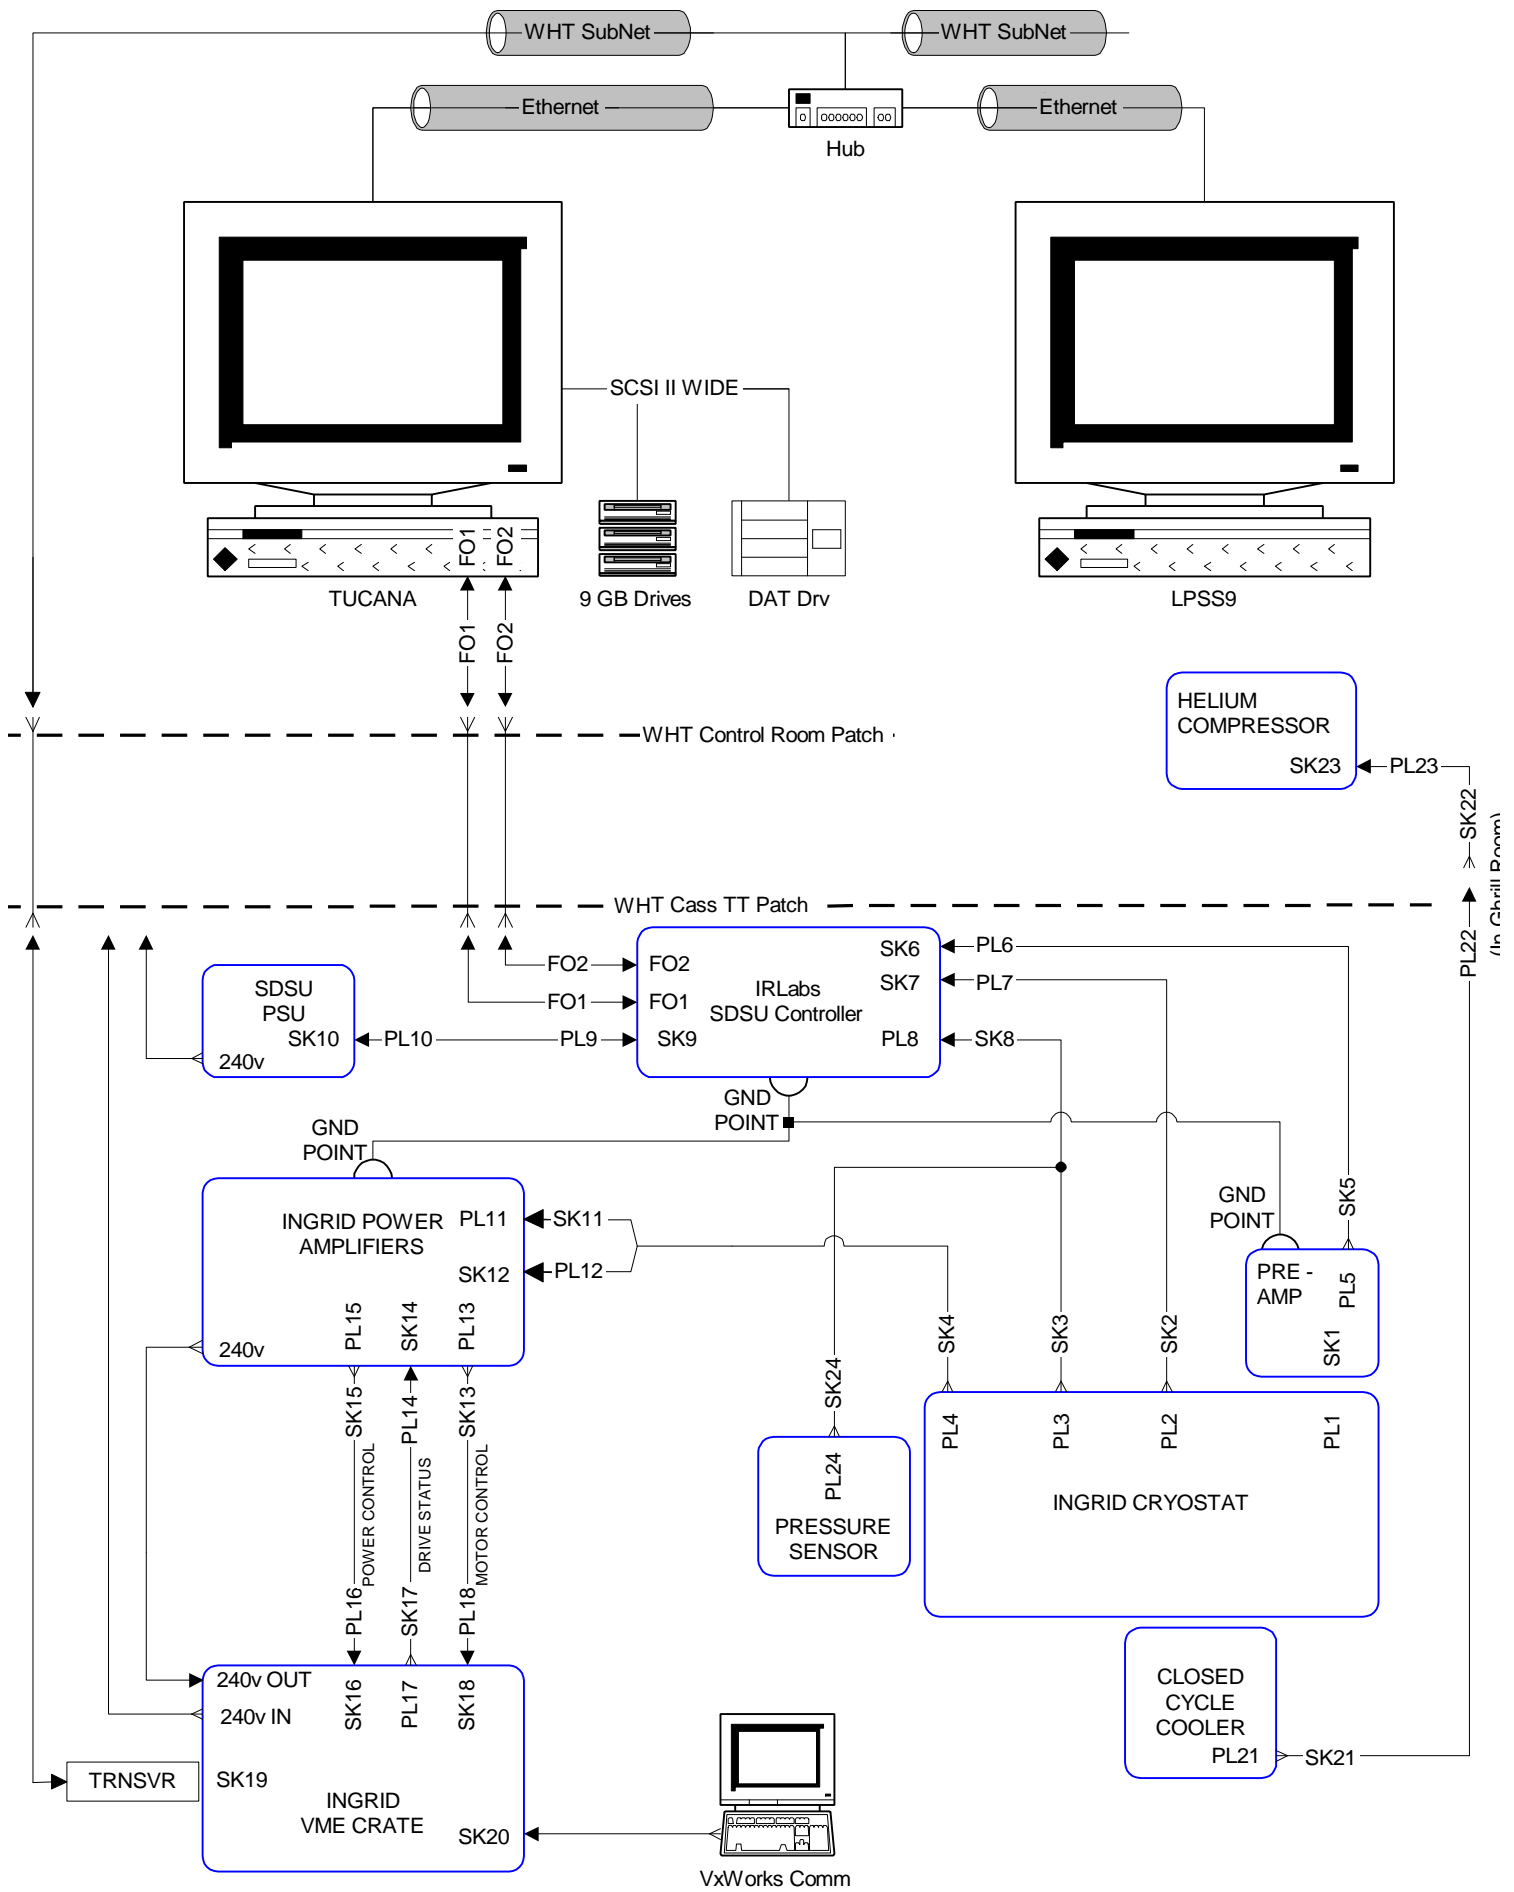 WHT SubNet
WHT SubNet
Ethernet
Ethernet
Hub
SCSI II WIDE
FO1
FO2
TUCANA
9 GB Drives
DAT Drv
LPSS9
FO1
FO2
HELIUM
COMPRESSOR
SK23
PL23
WHT Control Room Patch
SK22
PL22
(In Ghrill Room)
WHT Cass TT Patch
SDSU
PSU
SK10
240v
PL10
PL9
FO2
FO1
FO2
FO1
SK9
IRLabs
SDSU Controller
SK6
SK7
PL8
PL6
PL7
SK8
GND
POINT
GND
POINT
GND
POINT
SK5
INGRID POWER
AMPLIFIERS
PL11
SK12
SK11
PL12
PL15
SK14
PL13
240v
PRE -
AMP
PL5
SK1
SK4
SK3
SK2
SK24
SK15
PL14
SK13
POWER CONTROL
DRIVE STATUS
MOTOR CONTROL
PL16
SK17
PL18
PL24
PRESSURE
SENSOR
PL4
PL3
PL2
PL1
INGRID CRYOSTAT
240v OUT
240v IN
SK16
PL17
SK18
TRNSVR
SK19
INGRID
VME CRATE
SK20
VxWorks Comm
CLOSED
CYCLE
COOLER
PL21
SK21